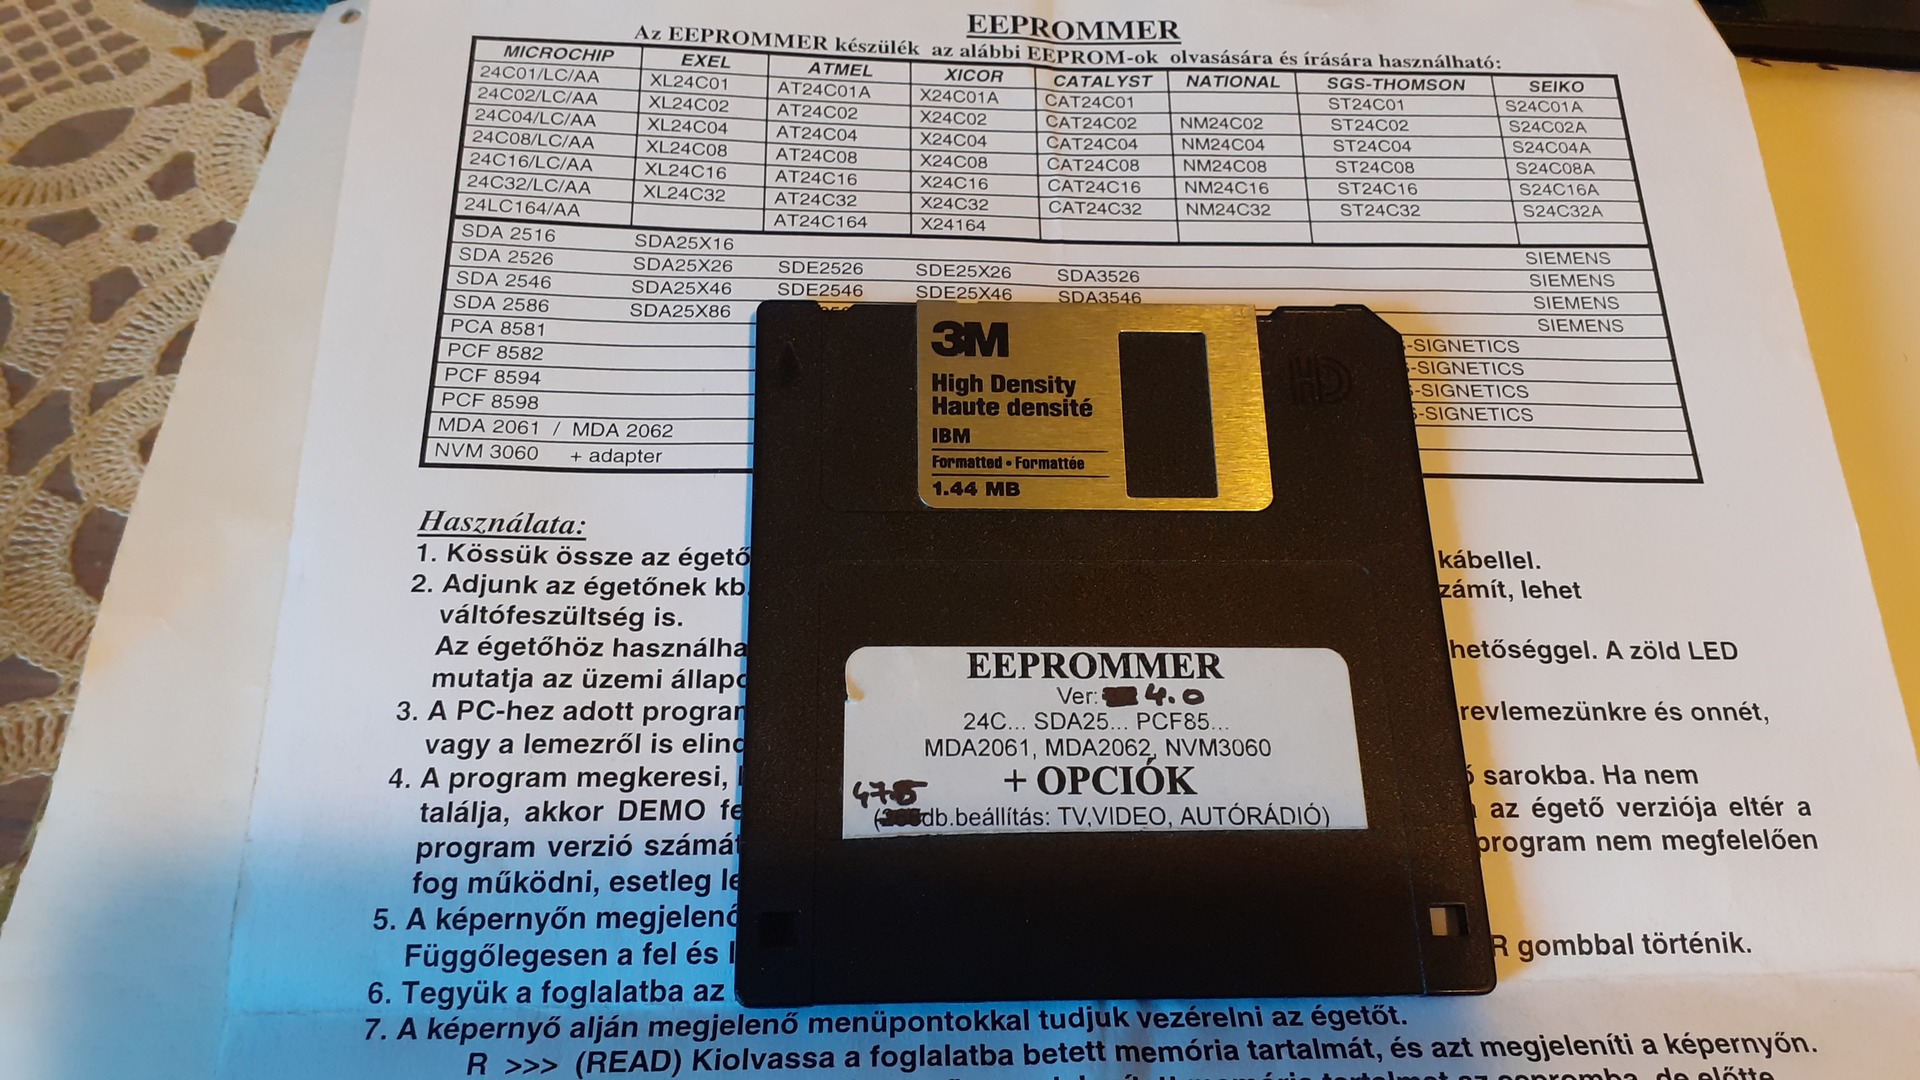 EEPROMMER
Az EEPROMMER készülék az alábbi EEPROM-ok olvasására és írására használható:
MICROCHIP EXEL ATMEL XICOR CATALYST NATIONAL SGS-THOMSON SEIKO
24C01/LC/AA XL24C01 AT24C01A X24C01A CAT24C01 ST24C01 S24C01A
24C02/LC/AA XL24C02 AT24C02 X24C02 CAT24C02 NM24C02 ST24C02 S24C02A
24C04/LC/AA XL24C04 AT24C04 X24C04 CAT24C04 NM24C04 ST24C04 S24C04A
24C08/LC/AA XL24C08 AT24C08 X24C08 CAT24C08 NM24C08 ST24C08 S24C08A
24C16/LC/AA XL24C16 AT24C16 X24C16 CAT24C16 NM24C16 ST24C16 S24C16A
24C32/LC/AA XL24C32 AT24C32 X24C32 CAT24C32 NM24C32 ST24C32 S24C32A
24LC164/AA AT24C164 X24164
SDA 2516 SDA25X16 SIEMENS
SDA 2526 SDA25X26 SDE2526 SDE25X26 SDA3526 SIEMENS
SDA 2546 SDA25X46 SDE2546 SDE25X46 SDA3546 SIEMENS
SDA 2586 SDA25X86 SIEMENS
PCA 8581 -SIGNETICS
PCF 8582 -SIGNETICS
PCF 8594 -SIGNETICS
PCF 8598 -SIGNETICS
MDA 2061 / MDA 2062
NVM 3060 + adapter
3M
High Density
Haute densité
IBM
Formatted • Formattée
1.44 MB
HD
EEPROMMER
Ver: 4.0
24C... SDA25... PCF85...
MDA2061, MDA2062, NVM3060
+ OPCIÓK
475
( db.beállítás: TV,VIDEO, AUTÓRÁDIÓ)
Használata:
1. Kössük össze az égető kábellel.
2. Adjunk az égetőnek kb. számít, lehet
váltófeszültség is.
Az égetőhöz használha hetőséggel. A zöld LED
mutatja az üzemi állapo
3. A PC-hez adott program revlemezünkre és onnét,
vagy a lemezről is elind
4. A program megkeresi, sarokba. Ha nem
találja, akkor DEMO fe az égető verziója eltér a
program verzió számát program nem megfelelően
fog működni, esetleg le
5. A képernyőn megjelenő
Függőlegesen a fel és l R gombbal történik.
6. Tegyük a foglalatba az
7. A képernyő alján megjelenő menüpontokkal tudjuk vezérelni az égetőt.
R >>> (READ) Kiolvassa a foglalatba betett memória tartalmát, és azt megjeleníti a képernyőn.